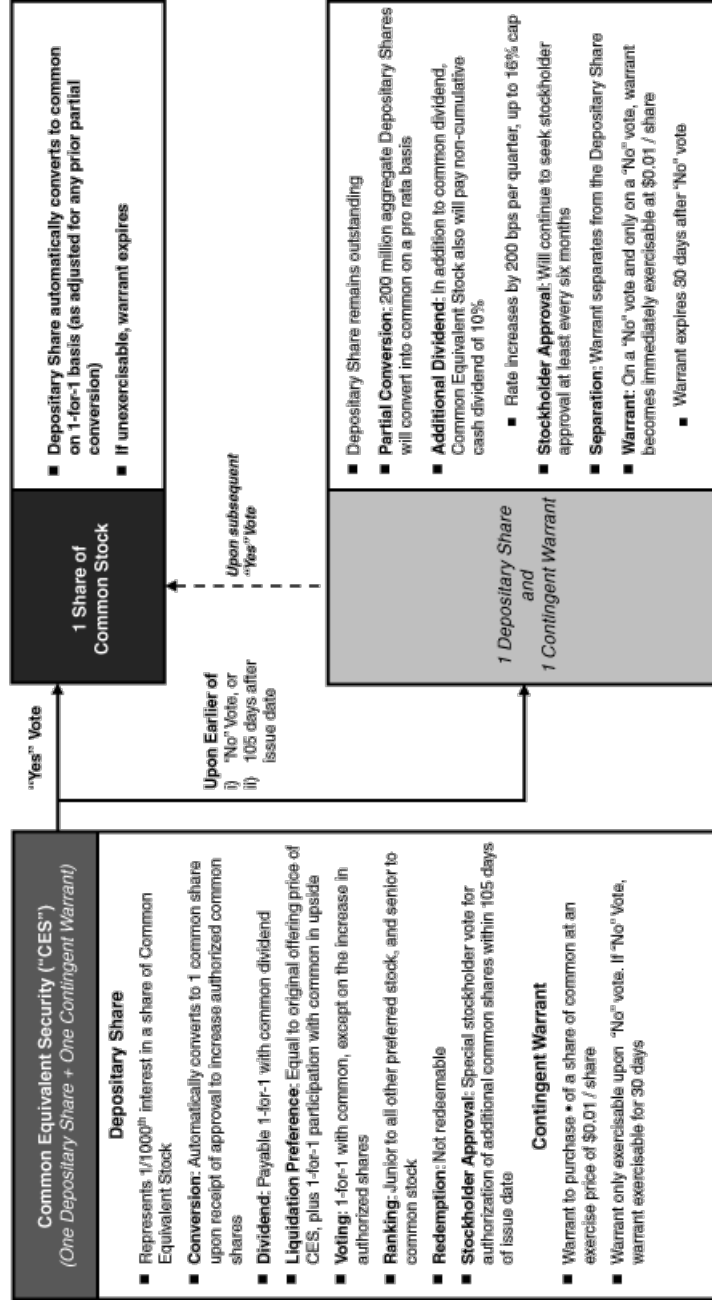 Common Equivalent Security ("CES")
(One Depositary Share + One Contingent Warrant)
Depositary Share
■ Represents 1/1000th interest in a share of Common
Equivalent Stock
■ Conversion: Automatically converts to 1 common share
upon receipt of approval to increase authorized common
shares
■ Dividend: Payable 1-for-1 with common dividend
■ Liquidation Preference: Equal to original offering price of
CES, plus 1-for-1 participation with common in upside
■ Voting: 1-for-1 with common, except on the increase in
authorized shares
■ Ranking: Junior to all other preferred stock, and senior to
common stock
■ Redemption: Not redeemable
■ Stockholder Approval: Special stockholder vote for
authorization of additional common shares within 105 days
of issue date
Contingent Warrant
■ Warrant to purchase • of a share of common at an
exercise price of $0.01 / share
■ Warrant only exercisable upon "No" vote. If "No" Vote,
warrant exercisable for 30 days
"Yes" Vote
Upon Earlier of
i) "No" Vote, or
ii) 105 days after
issue date
Upon subsequent
"Yes" Vote
1 Share of
Common Stock
■ Depositary Share automatically converts to common
on 1-for-1 basis (as adjusted for any prior partial
conversion)
■ If unexercisable, warrant expires
1 Depositary Share
and
1 Contingent Warrant
■ Depositary Share remains outstanding
■ Partial Conversion: 200 million aggregate Depositary Shares
will convert into common on a pro rata basis
■ Additional Dividend: In addition to common dividend,
Common Equivalent Stock also will pay non-cumulative
cash dividend of 10%
■ Rate increases by 200 bps per quarter, up to 16% cap
■ Stockholder Approval: Will continue to seek stockholder
approval at least every six months
■ Separation: Warrant separates from the Depositary Share
■ Warrant: On a "No" vote and only on a "No" vote, warrant
becomes immediately exercisable at $0.01 / share
■ Warrant expires 30 days after "No" vote